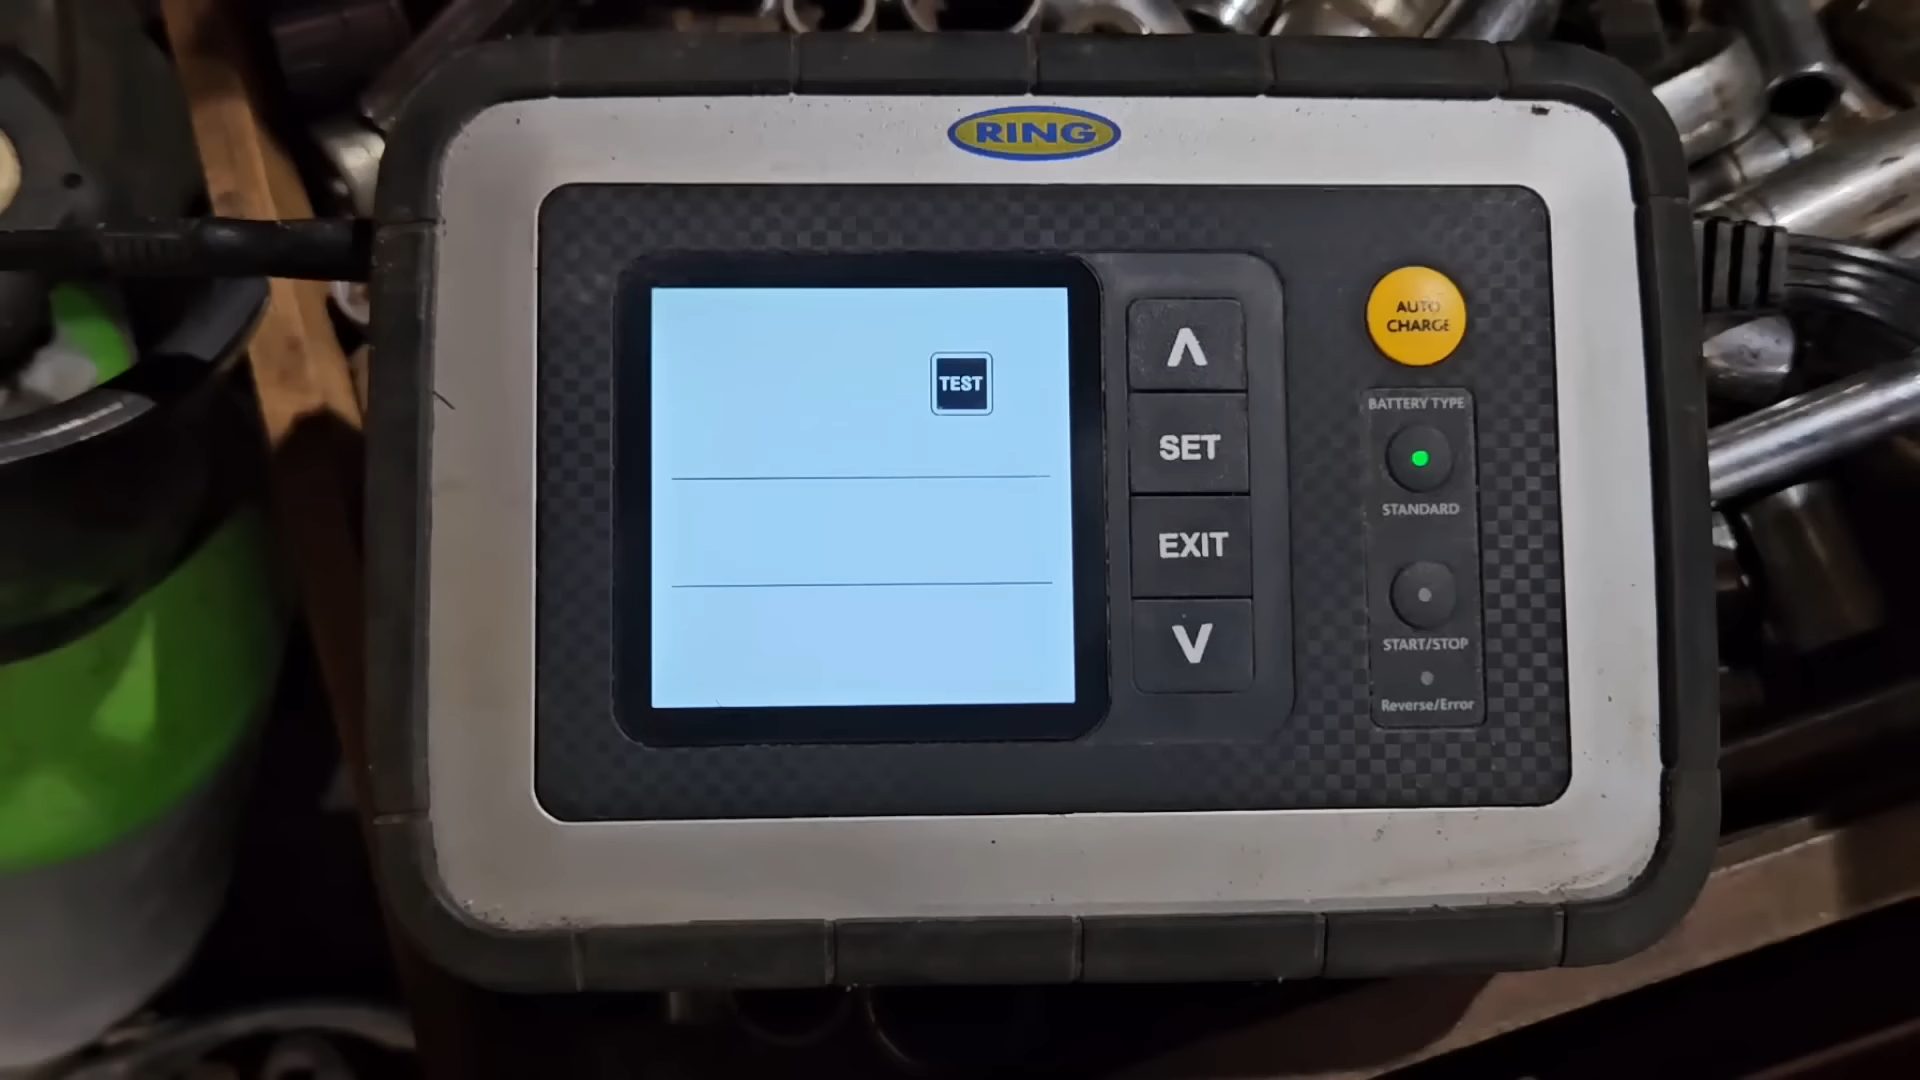 RING
TEST
SET
EXIT
AUTO
CHARGE
BATTERY TYPE
STANDARD
START/STOP
Reverse/Error